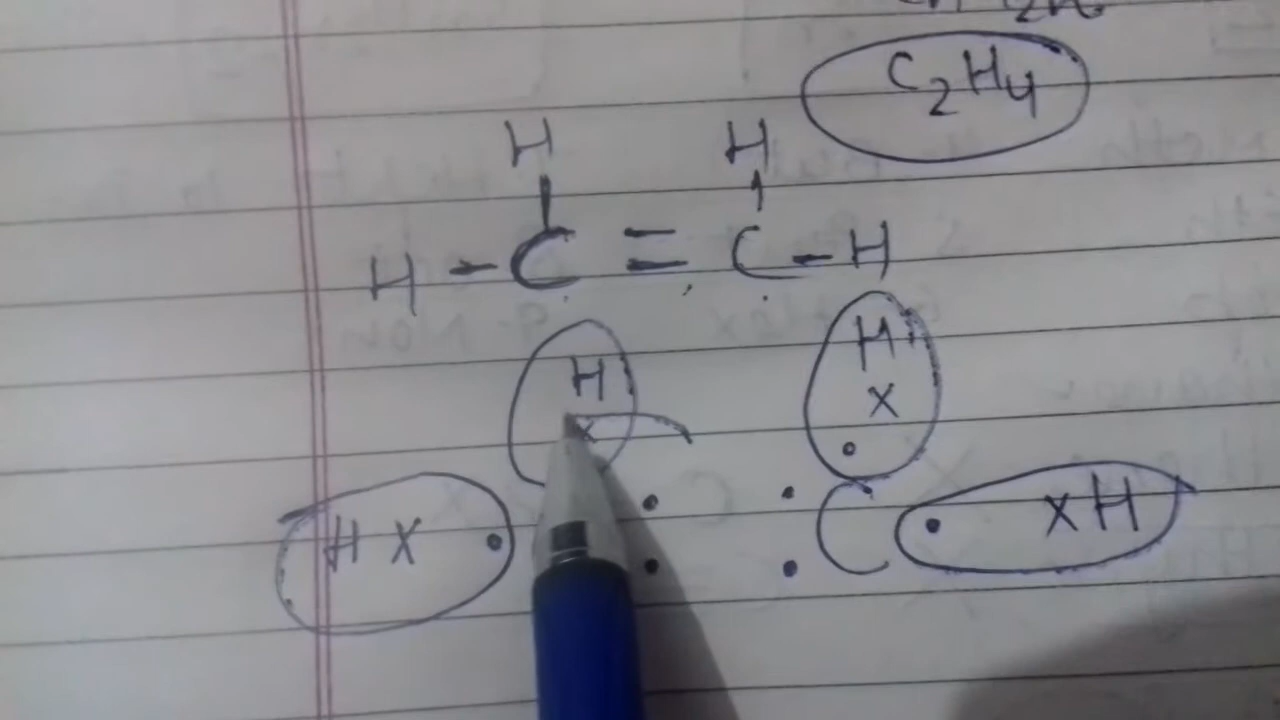 C2H4
H H
H-C=C-H
H H
X X
H X C X H